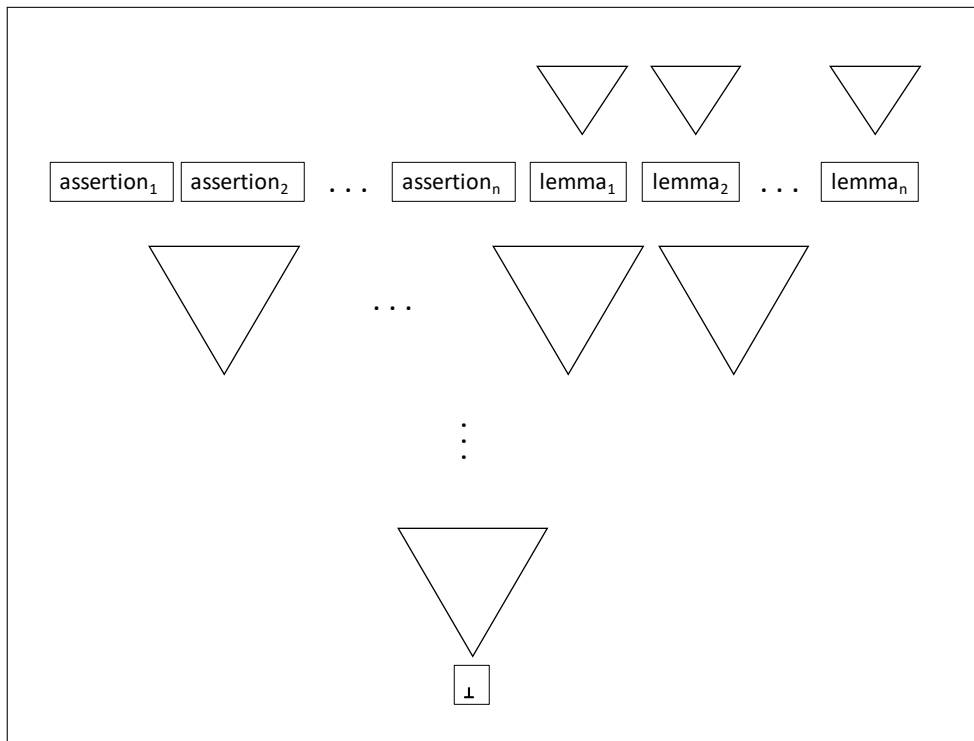 assertion₁ assertion₂ . . . assertionₙ lemma₁ lemma₂ . . . lemmaₙ
. . .
⋮
⊥